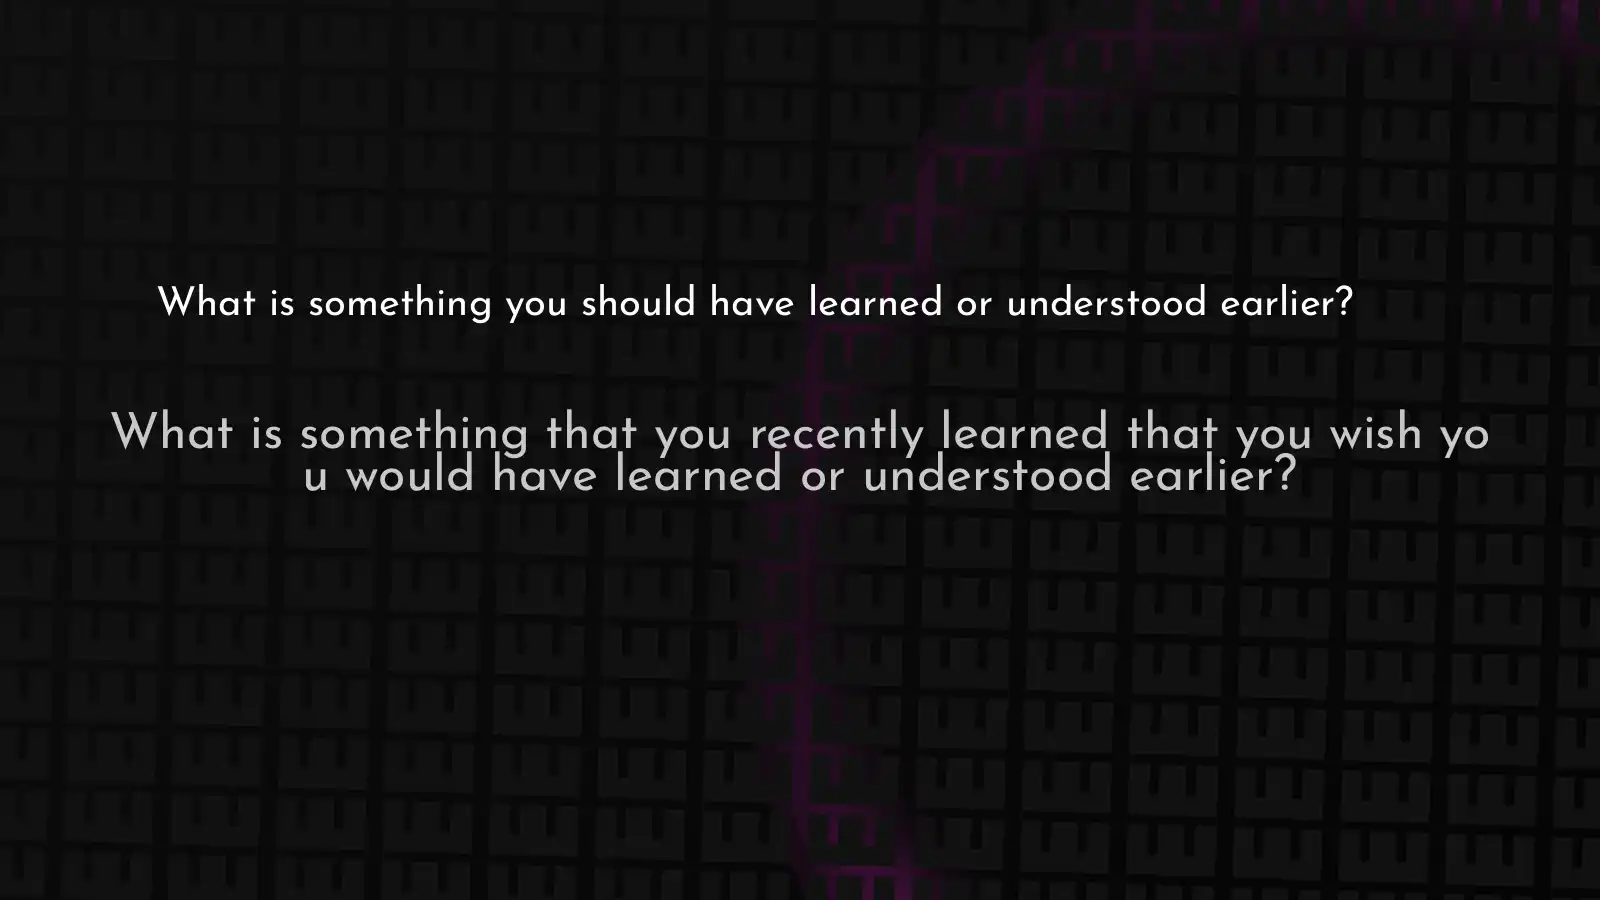 What is something you should have learned or understood earlier?
What is something that you recently learned that you wish yo
u would have learned or understood earlier?